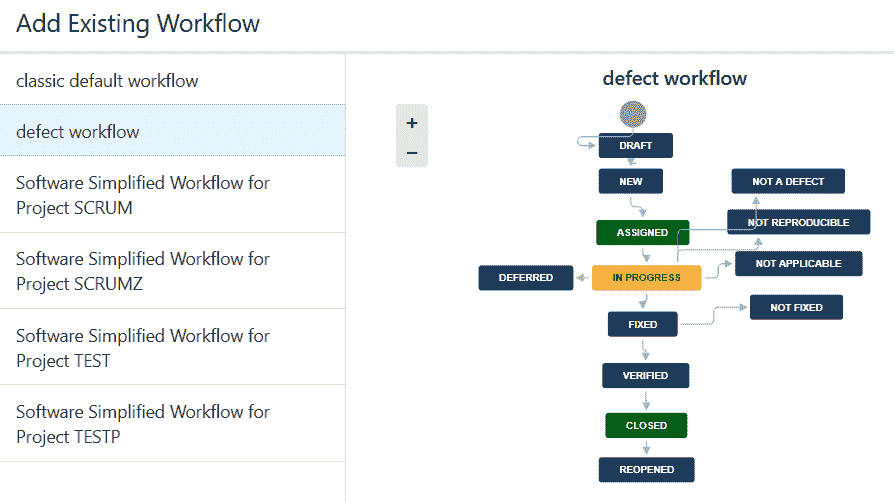 Add Existing Workflow
classic default workflow
defect workflow
Software Simplified Workflow for
Project SCRUM
Software Simplified Workflow for
Project SCRUMZ
Software Simplified Workflow for
Project TEST
Software Simplified Workflow for
Project TESTP
defect workflow
+
−
DRAFT
NEW
NOT A DEFECT
ASSIGNED
NOT REPRODUCIBLE
NOT APPLICABLE
DEFERRED
IN PROGRESS
NOT FIXED
FIXED
VERIFIED
CLOSED
REOPENED